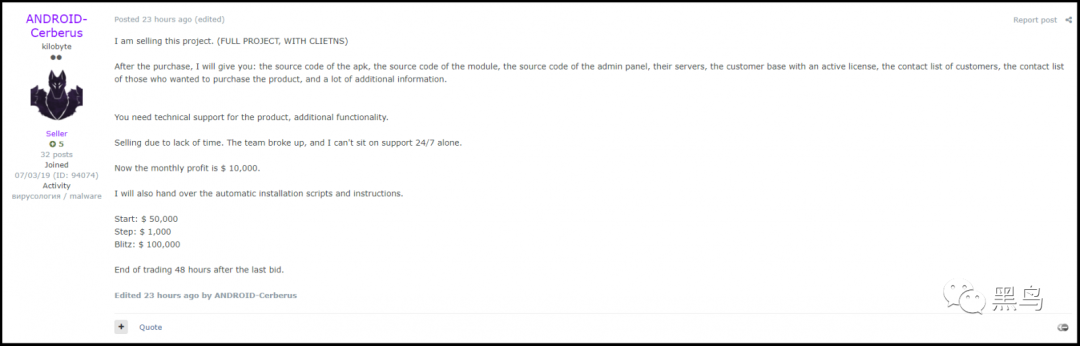 ANDROID-
Cerberus
kilobyte
Seller
5
32 posts
Joined
07/03/19 (ID: 94074)
Activity
вирусология / malware
Posted 23 hours ago (edited)
Report post
I am selling this project. (FULL PROJECT, WITH CLIETNS)
After the purchase, I will give you: the source code of the apk, the source code of the module, the source code of the admin panel, their servers, the customer base with an active license, the contact list of customers, the contact list
of those who wanted to purchase the product, and a lot of additional information.
You need technical support for the product, additional functionality.
Selling due to lack of time. The team broke up, and I can't sit on support 24/7 alone.
Now the monthly profit is $ 10,000.
I will also hand over the automatic installation scripts and instructions.
Start: $ 50,000
Step: $ 1,000
Blitz: $ 100,000
End of trading 48 hours after the last bid.
Edited 23 hours ago by ANDROID-Cerberus
+ Quote
黑鸟